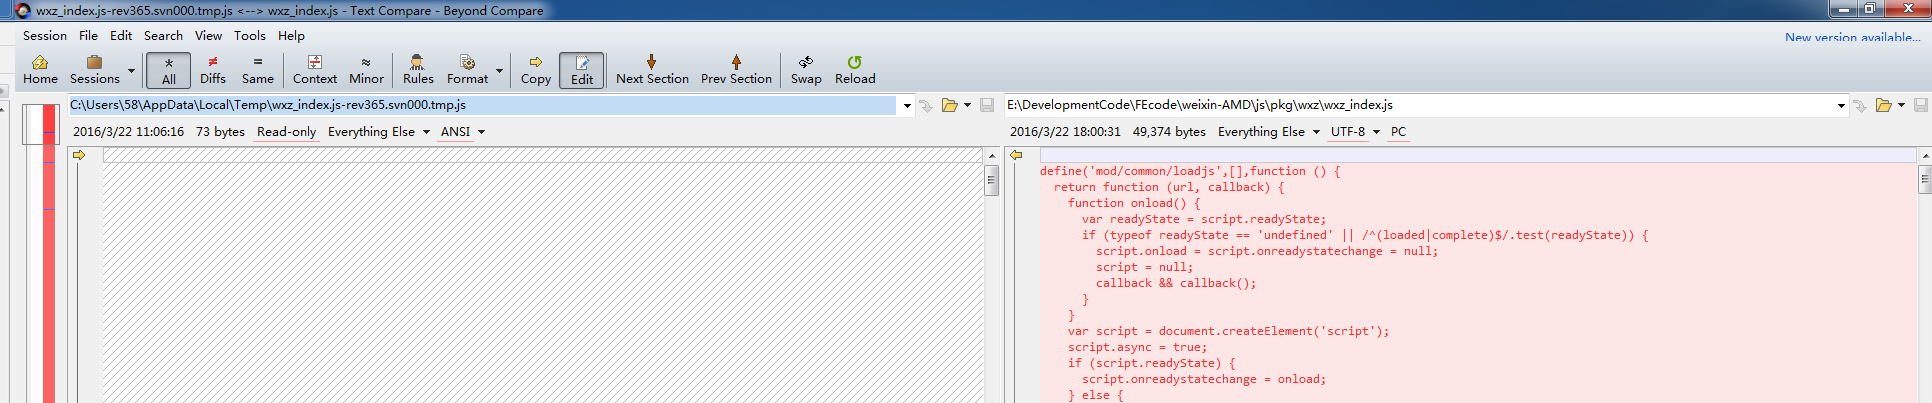 wxz_index.js-rev365.svn000.tmp.js <--> wxz_index.js - Text Compare - Beyond Compare
Session File Edit Search View Tools Help
New version available...
Home Sessions All Diffs Same Context Minor Rules Format Copy Edit Next Section Prev Section Swap Reload
C:\Users\58\AppData\Local\Temp\wxz_index.js-rev365.svn000.tmp.js
2016/3/22 11:06:16 73 bytes Read-only Everything Else ANSI
E:\DevelopmentCode\FEcode\weixin-AMD\js\pkg\wxz\wxz_index.js
2016/3/22 18:00:31 49,374 bytes Everything Else UTF-8 PC
define('mod/common/loadjs',[],function () {
  return function (url, callback) {
    function onload() {
      var readyState = script.readyState;
      if (typeof readyState == 'undefined' || /^(loaded|complete)$/.test(readyState)) {
        script.onload = script.onreadystatechange = null;
        script = null;
        callback && callback();
      }
    }
    var script = document.createElement('script');
    script.async = true;
    if (script.readyState) {
      script.onreadystatechange = onload;
    } else {